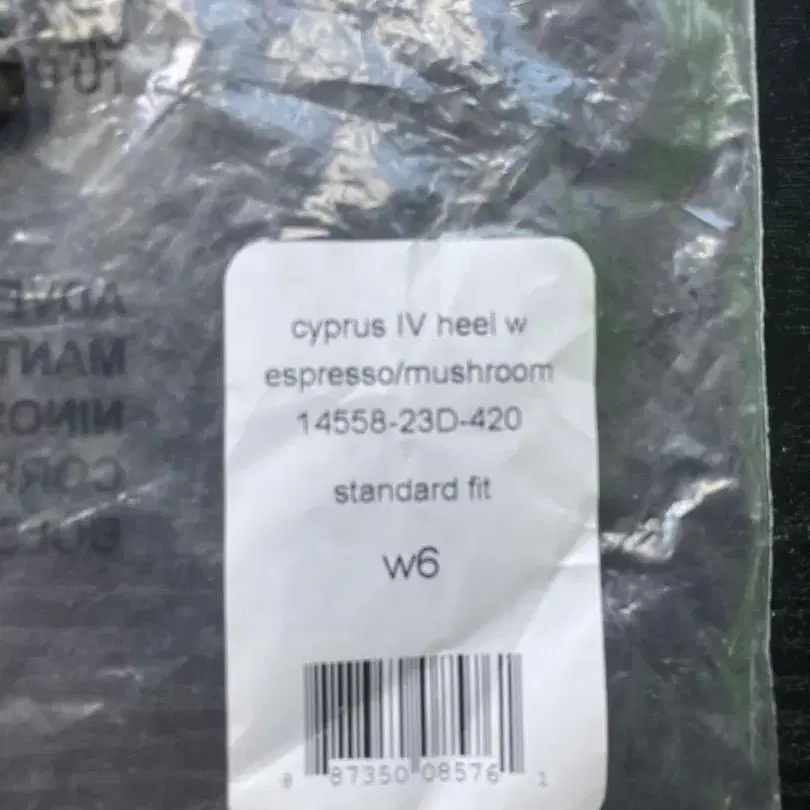 cyprus IV heel w
espresso/mushroom
14558-23D-420
standard fit
w6
8 87350 08576 1